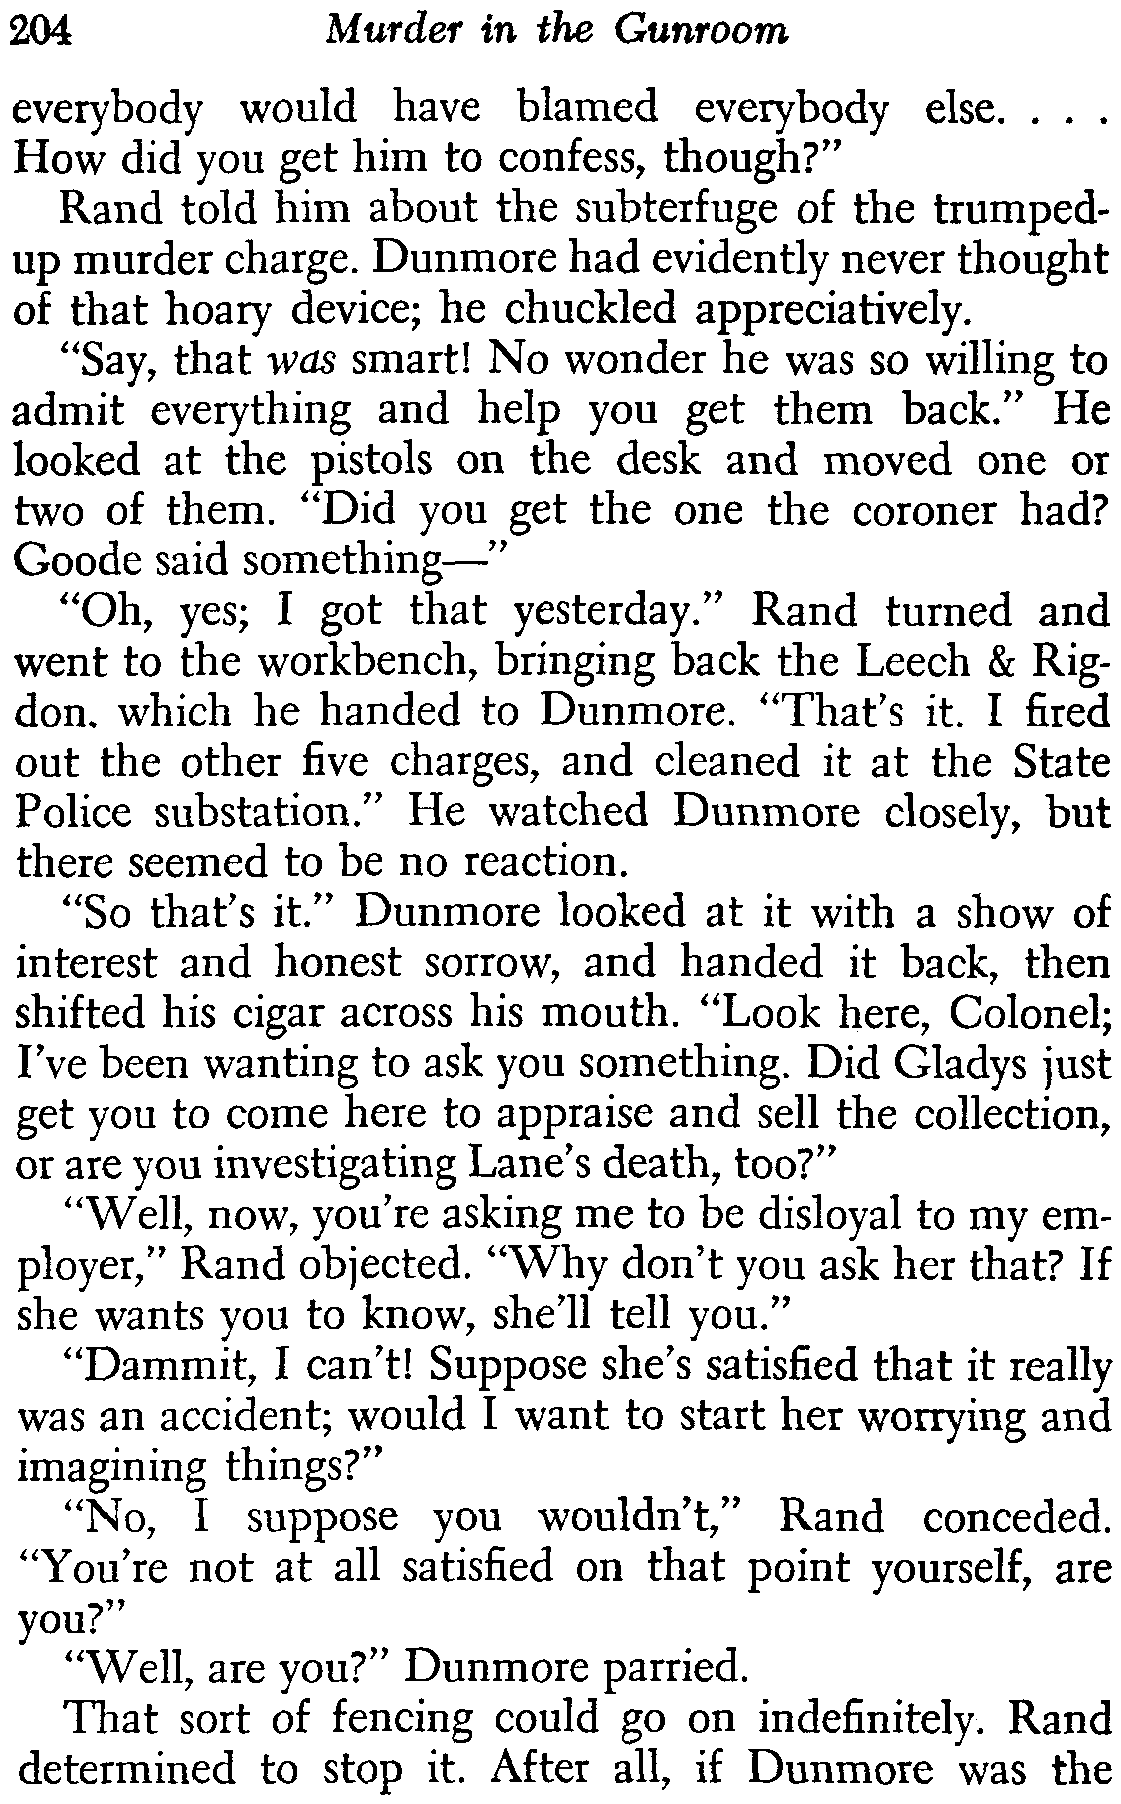 204 Murder in the Gunroom
everybody would have blamed everybody else. . . .
How did you get him to confess, though?”
Rand told him about the subterfuge of the trumped-
up murder charge. Dunmore had evidently never thought
of that hoary device; he chuckled appreciatively.
“Say, that was smart! No wonder he was so willing to
admit everything and help you get them back.” He
looked at the pistols on the desk and moved one or
two of them. “Did you get the one the coroner had?
Goode said something—”
“Oh, yes; I got that yesterday.” Rand turned and
went to the workbench, bringing back the Leech & Rig-
don. which he handed to Dunmore. “That’s it. I fired
out the other five charges, and cleaned it at the State
Police substation.” He watched Dunmore closely, but
there seemed to be no reaction.
“So that’s it.” Dunmore looked at it with a show of
interest and honest sorrow, and handed it back, then
shifted his cigar across his mouth. “Look here, Colonel;
I’ve been wanting to ask you something. Did Gladys just
get you to come here to appraise and sell the collection,
or are you investigating Lane’s death, too?”
“Well, now, you’re asking me to be disloyal to my em-
ployer,” Rand objected. “Why don’t you ask her that? If
she wants you to know, she’ll tell you.”
“Dammit, I can’t! Suppose she’s satisfied that it really
was an accident; would I want to start her worrying and
imagining things?”
“No, I suppose you wouldn’t,” Rand conceded.
“You’re not at all satisfied on that point yourself, are
you?”
“Well, are you?” Dunmore parried.
That sort of fencing could go on indefinitely. Rand
determined to stop it. After all, if Dunmore was the